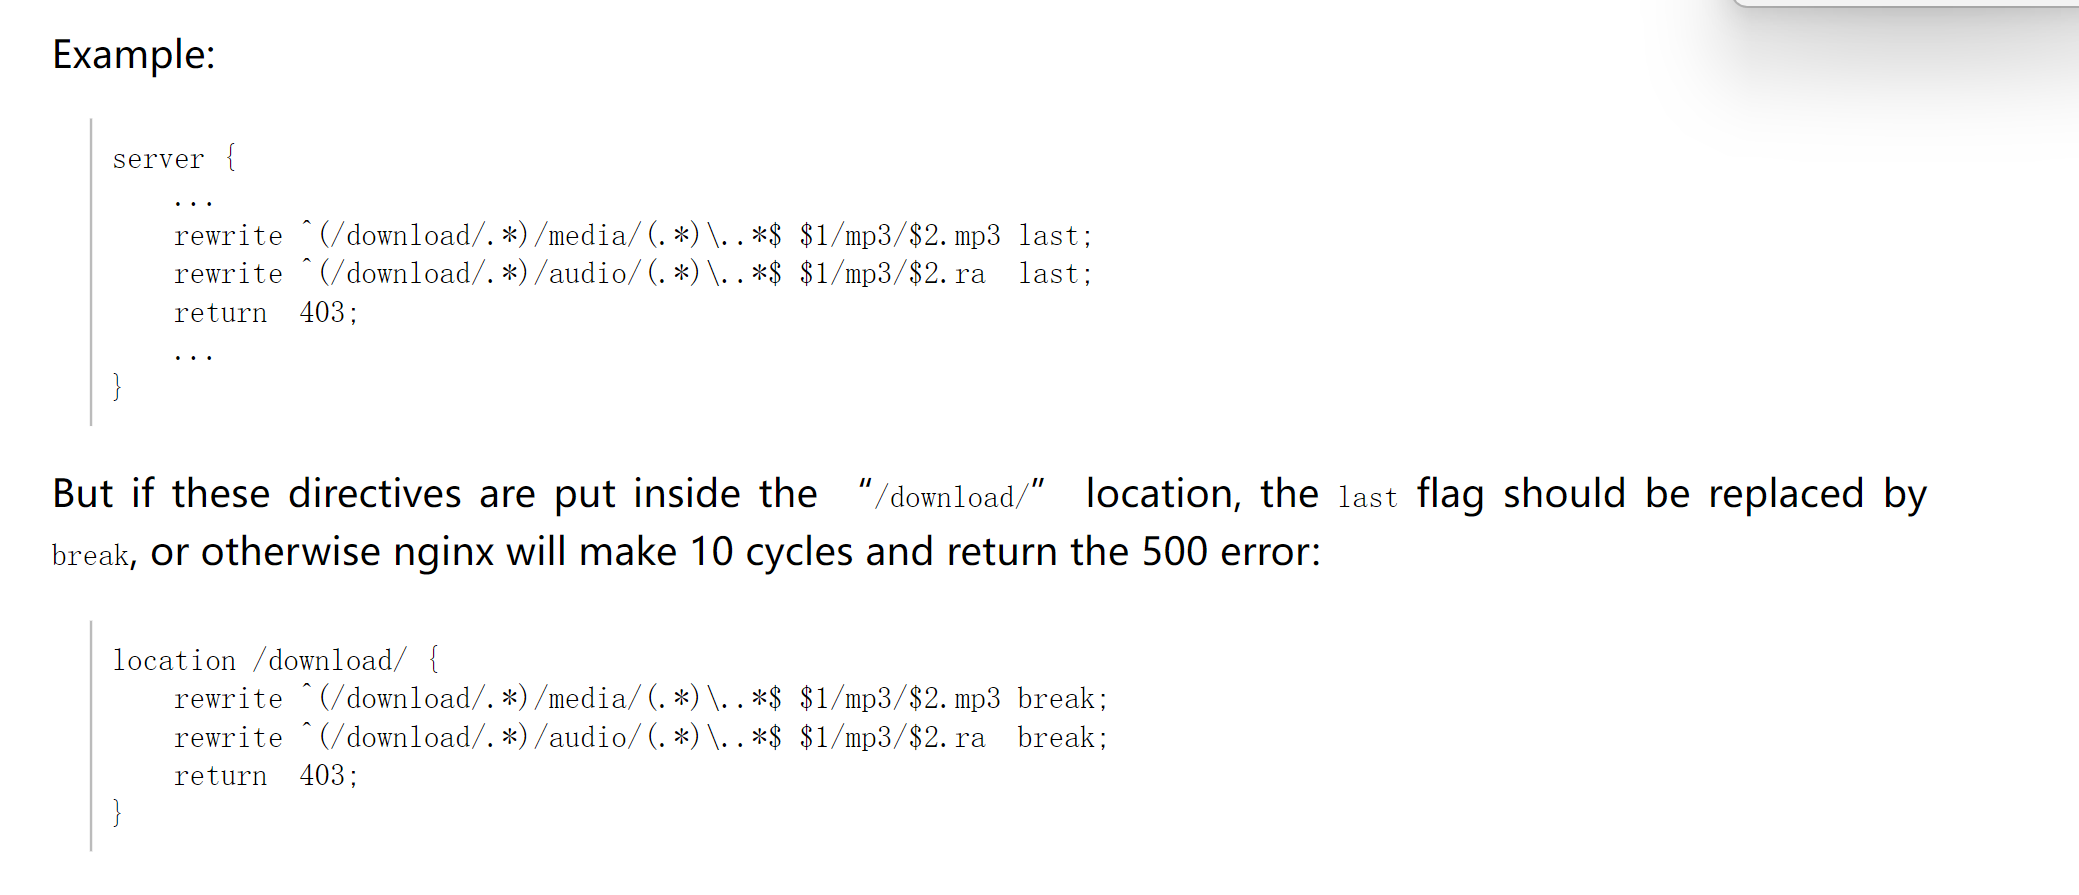 Example:
server {
    ...
    rewrite ^(/download/.*)/media/(.*)\..*$ $1/mp3/$2.mp3 last;
    rewrite ^(/download/.*)/audio/(.*)\..*$ $1/mp3/$2.ra  last;
    return  403;
    ...
}
But if these directives are put inside the “/download/” location, the last flag should be replaced by
break, or otherwise nginx will make 10 cycles and return the 500 error:
location /download/ {
    rewrite ^(/download/.*)/media/(.*)\..*$ $1/mp3/$2.mp3 break;
    rewrite ^(/download/.*)/audio/(.*)\..*$ $1/mp3/$2.ra  break;
    return  403;
}